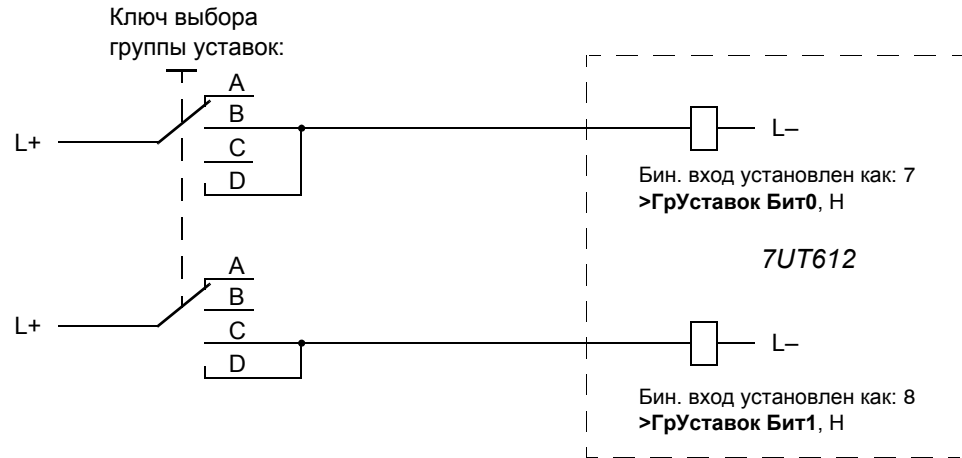 Ключ выбора
группы уставок:
A
B
L+
L–
C
D
Бин. вход установлен как: 7
>ГрУставок Бит0, Н
7UT612
A
B
L+
L–
C
D
Бин. вход установлен как: 8
>ГрУставок Бит1, Н